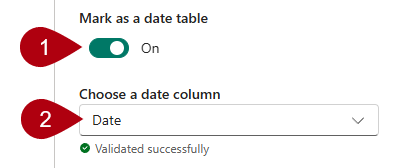 Mark as a date table
1
On
Choose a date column
2
Date
Validated successfully